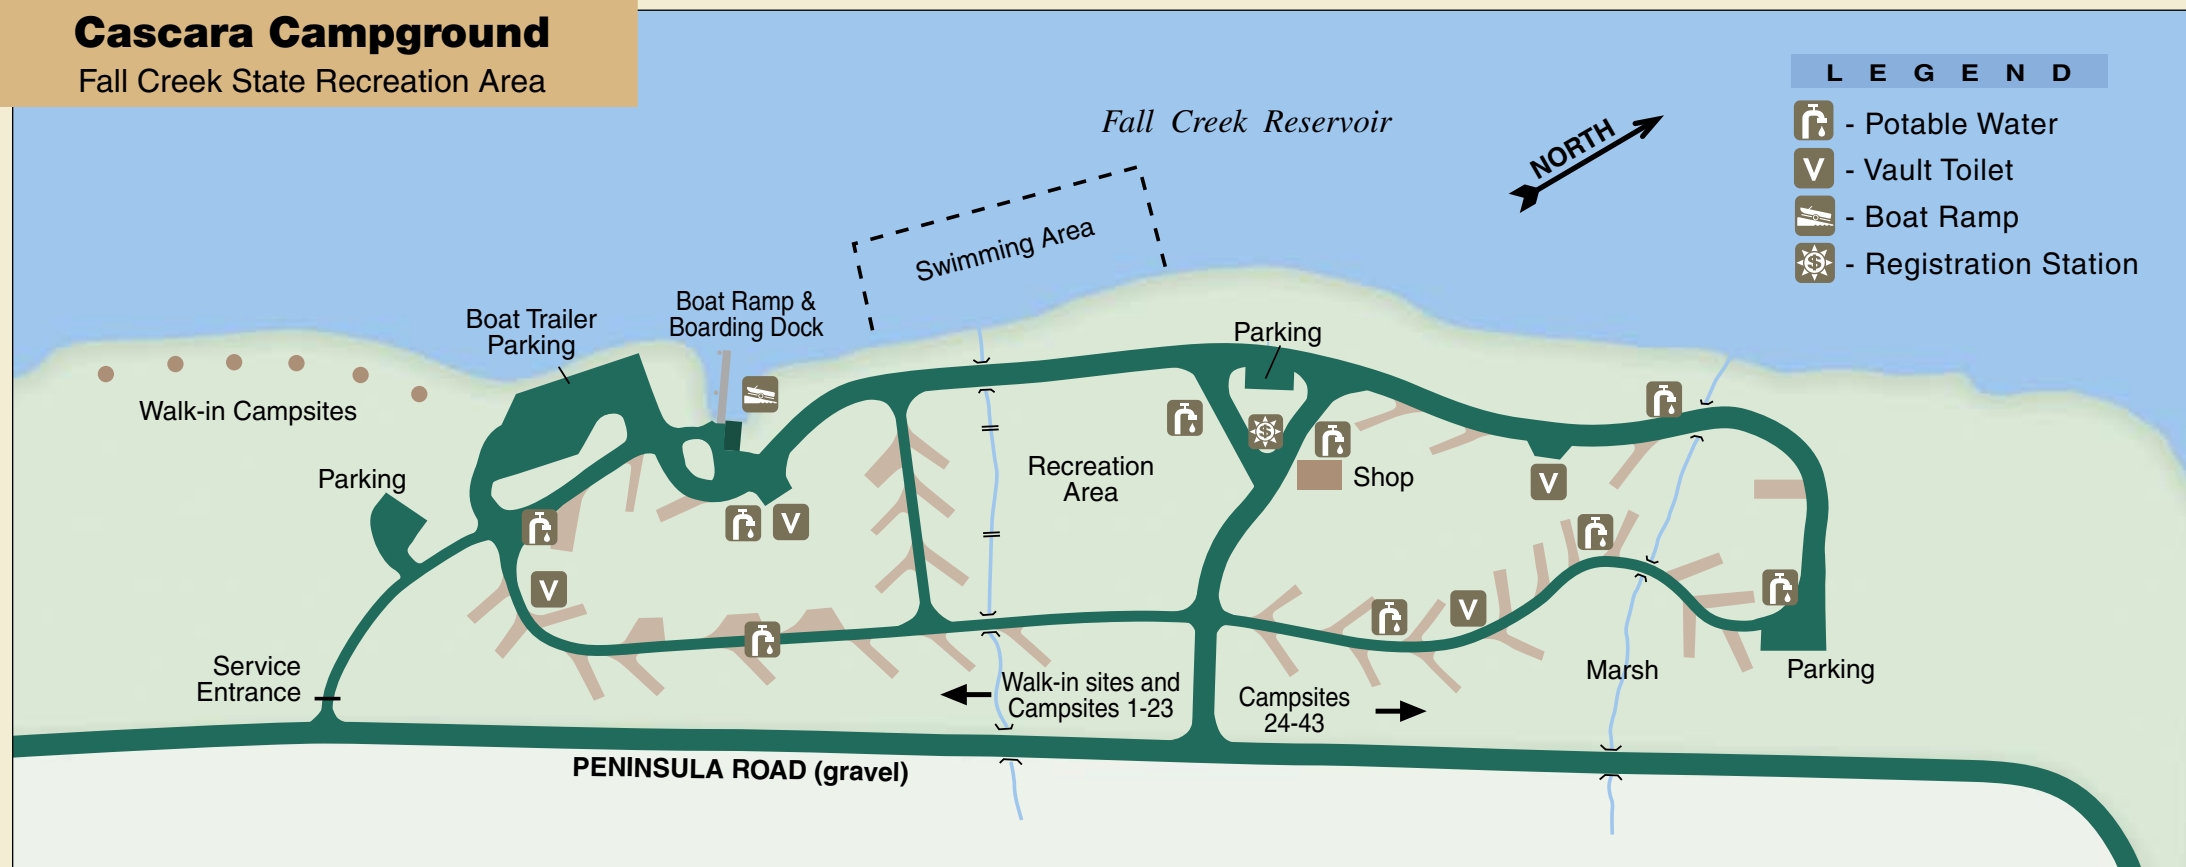 Cascara Campground
Fall Creek State Recreation Area
Fall Creek Reservoir
NORTH
LEGEND
- Potable Water
V - Vault Toilet
- Boat Ramp
$ - Registration Station
Swimming Area
Boat Ramp &
Boarding Dock
Boat Trailer
Parking
Parking
Walk-in Campsites
Parking
Recreation
Area
$
Shop
V
V
V
V
Service
Entrance
Walk-in sites and
Campsites 1-23
Campsites
24-43
Marsh
Parking
PENINSULA ROAD (gravel)